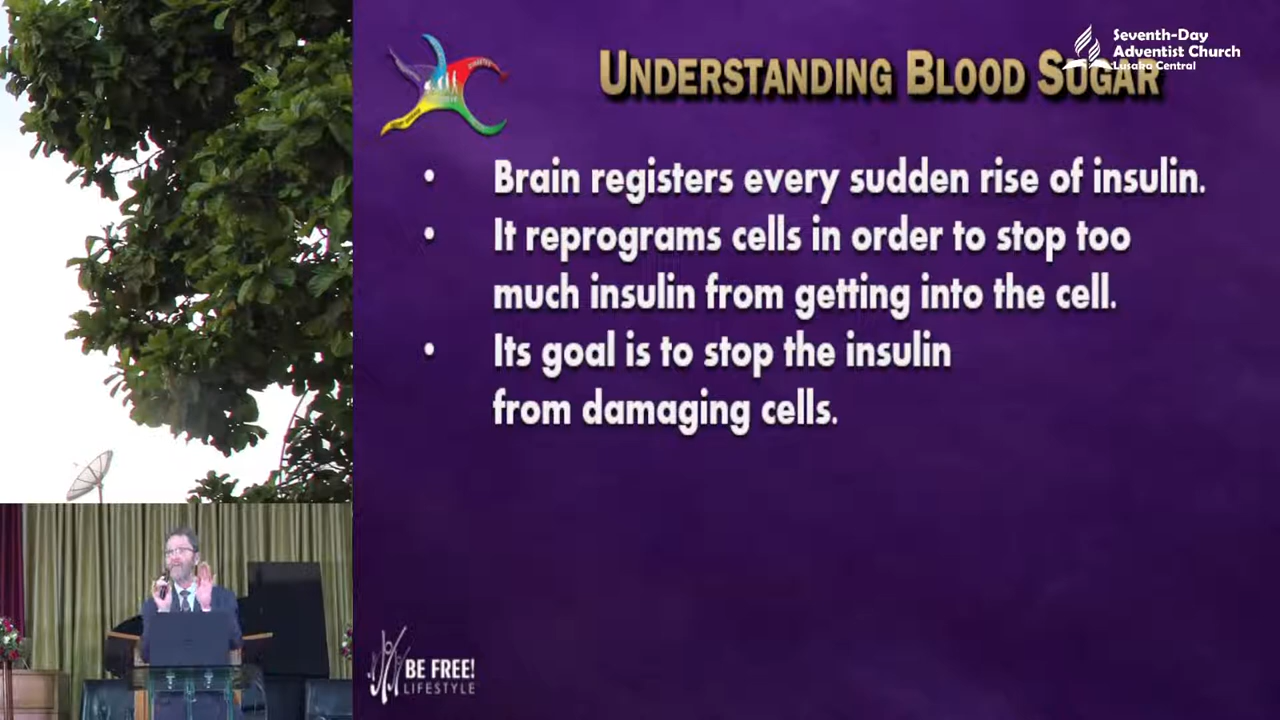 Seventh-Day
Adventist Church
Lusaka Central
UNDERSTANDING BLOOD SUGAR
• Brain registers every sudden rise of insulin.
• It reprograms cells in order to stop too
much insulin from getting into the cell.
• Its goal is to stop the insulin
from damaging cells.
BE FREE!
LIFESTYLE